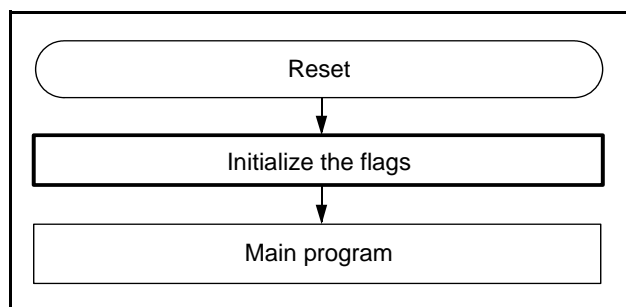 Reset
Initialize the flags
Main program